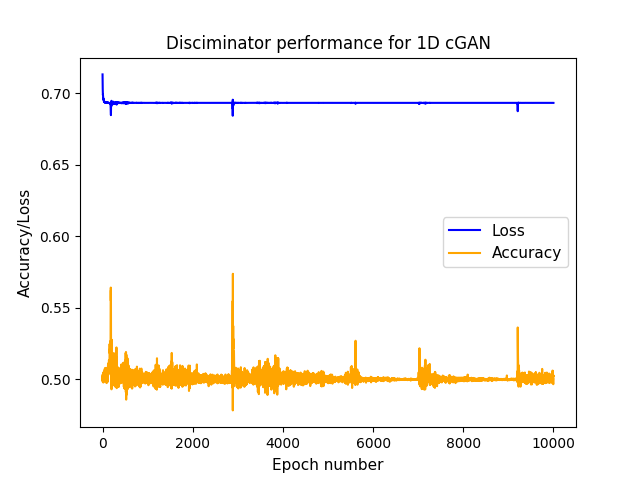 Disciminator performance for 1D cGAN
0.70
0.65
0.60
0.55
0.50
Accuracy/Loss
Loss
Accuracy
0
2000
4000
6000
8000
10000
Epoch number